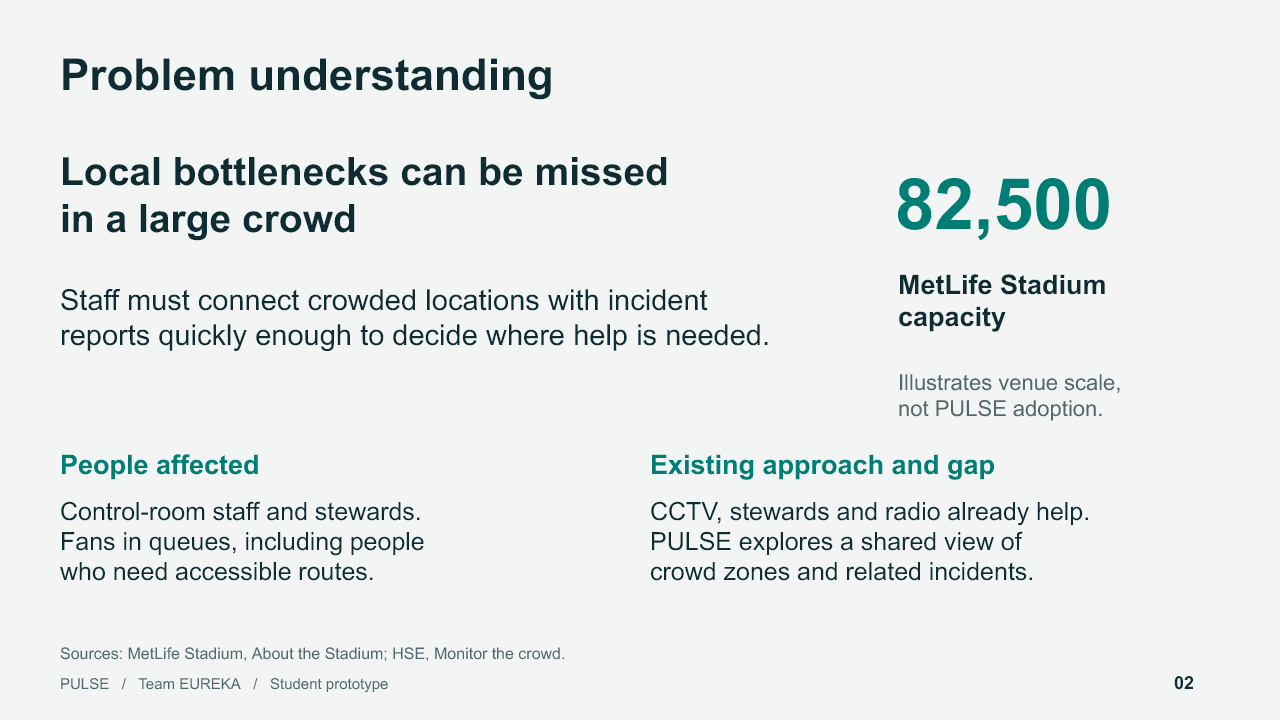 Problem understanding
Local bottlenecks can be missed
in a large crowd
Staff must connect crowded locations with incident
reports quickly enough to decide where help is needed.
82,500
MetLife Stadium
capacity
Illustrates venue scale,
not PULSE adoption.
People affected
Control-room staff and stewards.
Fans in queues, including people
who need accessible routes.
Existing approach and gap
CCTV, stewards and radio already help.
PULSE explores a shared view of
crowd zones and related incidents.
Sources: MetLife Stadium, About the Stadium; HSE, Monitor the crowd.
PULSE / Team EUREKA / Student prototype
02